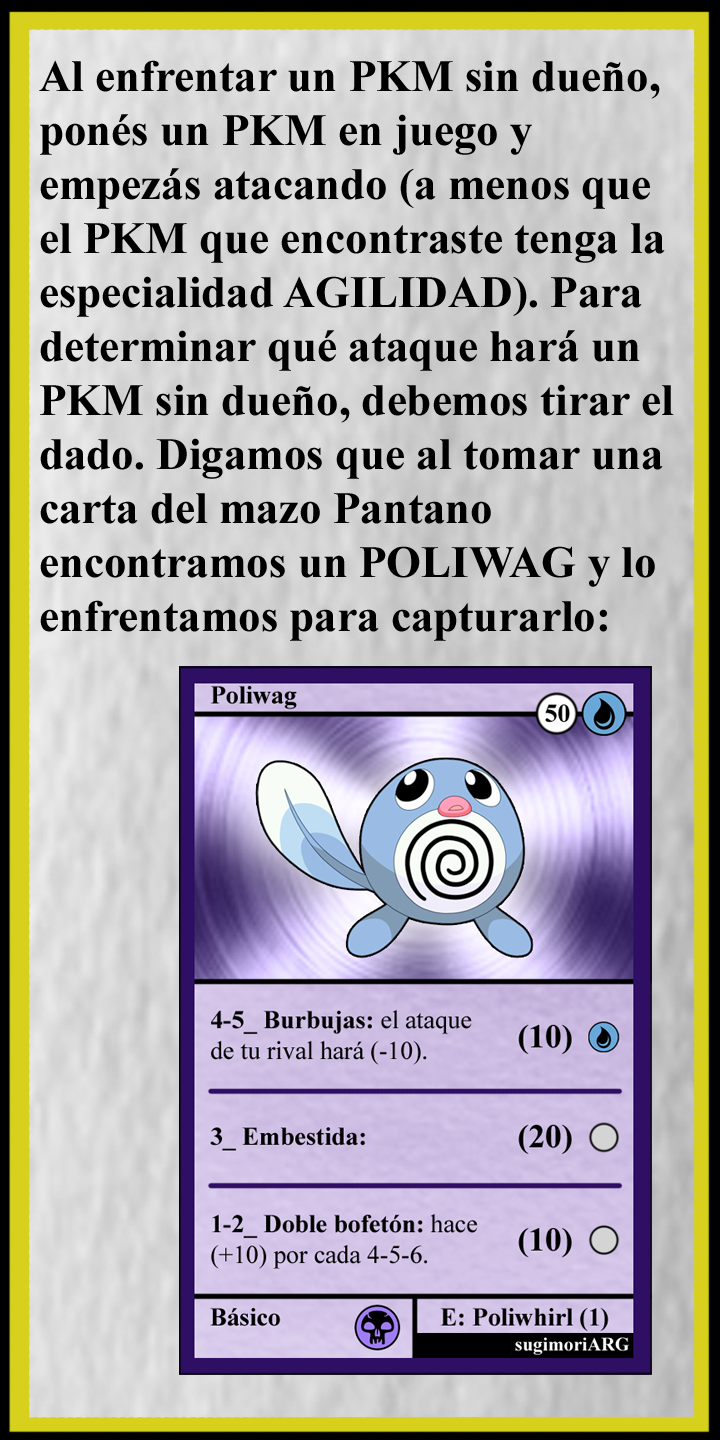 Al enfrentar un PKM sin dueño,
ponés un PKM en juego y
empezás atacando (a menos que
el PKM que encontraste tenga la
especialidad AGILIDAD). Para
determinar qué ataque hará un
PKM sin dueño, debemos tirar el
dado. Digamos que al tomar una
carta del mazo Pantano
encontramos un POLIWAG y lo
enfrentamos para capturarlo:
Poliwag
50
4-5_ Burbujas: el ataque
de tu rival hará (-10).
(10)
3_ Embestida:
(20)
1-2_ Doble bofetón: hace
(+10) por cada 4-5-6.
(10)
Básico
E: Poliwhirl (1)
sugimoriARG